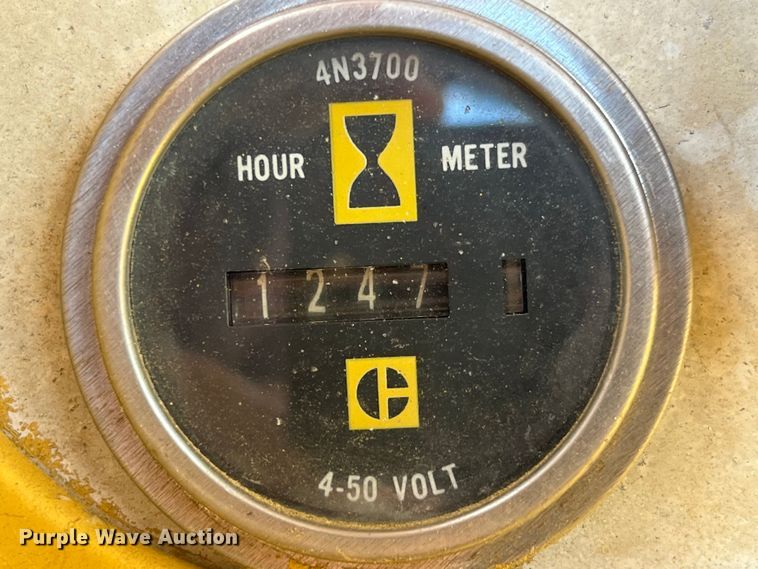 4N3700
HOUR METER
1247
4-50 VOLT
Purple Wave Auction